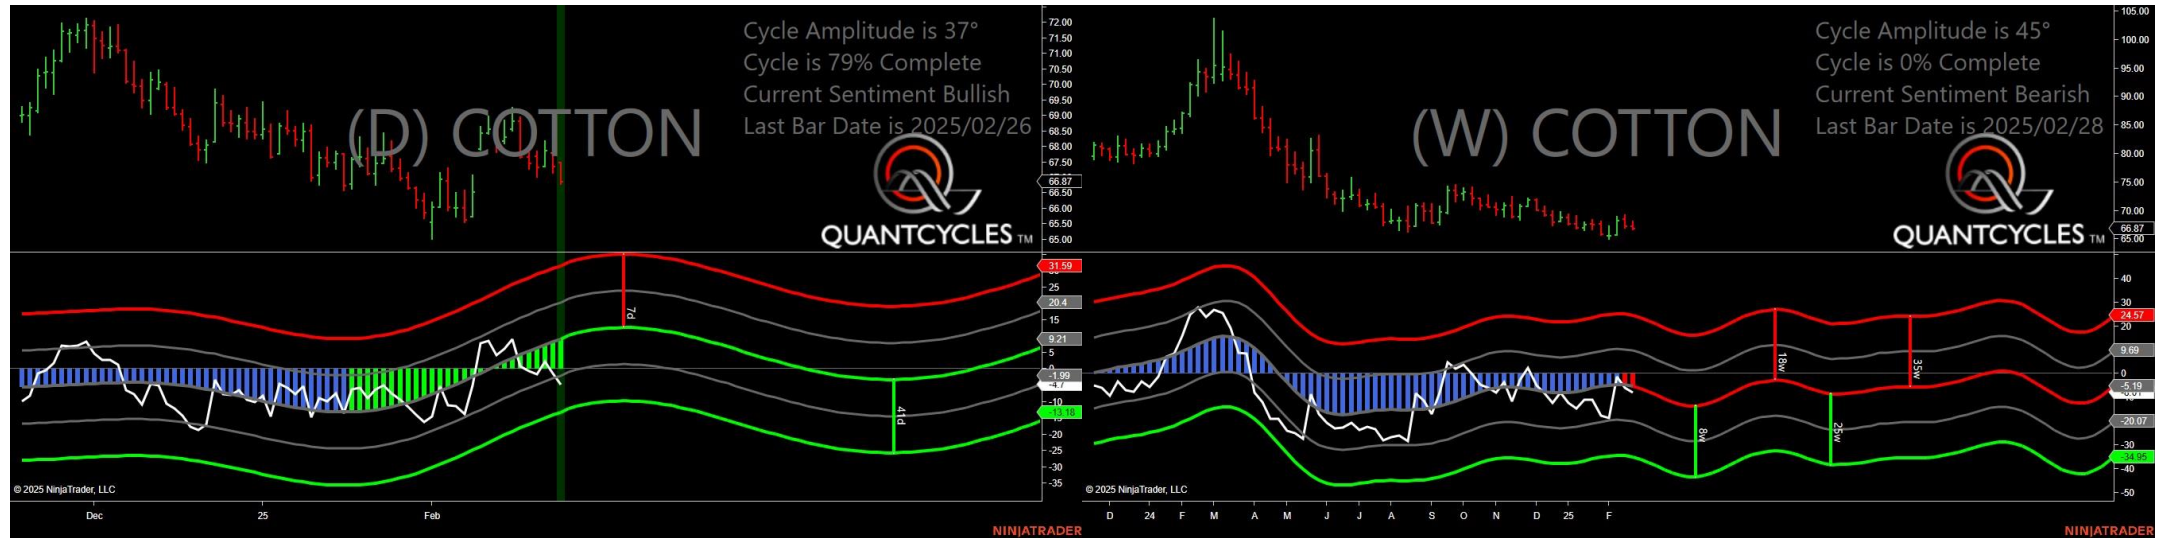 Cycle Amplitude is 37°
Cycle is 79% Complete
Current Sentiment Bullish
Last Bar Date is 2025/02/26
(D) COTTON
QUANTCYCLES TM
72.00
71.50
71.00
70.50
70.00
69.50
69.00
68.50
68.00
67.50
66.87
66.50
66.00
65.50
65.00
31.59
25
20.4
15
9.21
5
0
-1.99
-4.7
-10
-13.18
-20
-25
-30
-35
7d
41d
© 2025 NinjaTrader, LLC
Dec
25
Feb
NINJATRADER
Cycle Amplitude is 45°
Cycle is 0% Complete
Current Sentiment Bearish
Last Bar Date is 2025/02/28
(W) COTTON
QUANTCYCLES TM
105.00
100.00
95.00
90.00
85.00
80.00
75.00
70.00
66.87
65.00
40
30
24.57
20
9.69
0
-5.19
-20.07
-30
-34.95
-40
-50
18w
35w
8w
25w
© 2025 NinjaTrader, LLC
D
24
F
M
A
M
J
J
A
S
O
N
D
25
F
NINJATRADER